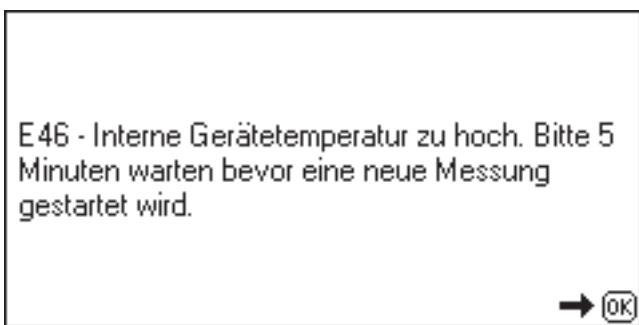 E46 - Interne Gerätetemperatur zu hoch. Bitte 5
Minuten warten bevor eine neue Messung
gestartet wird.
OK